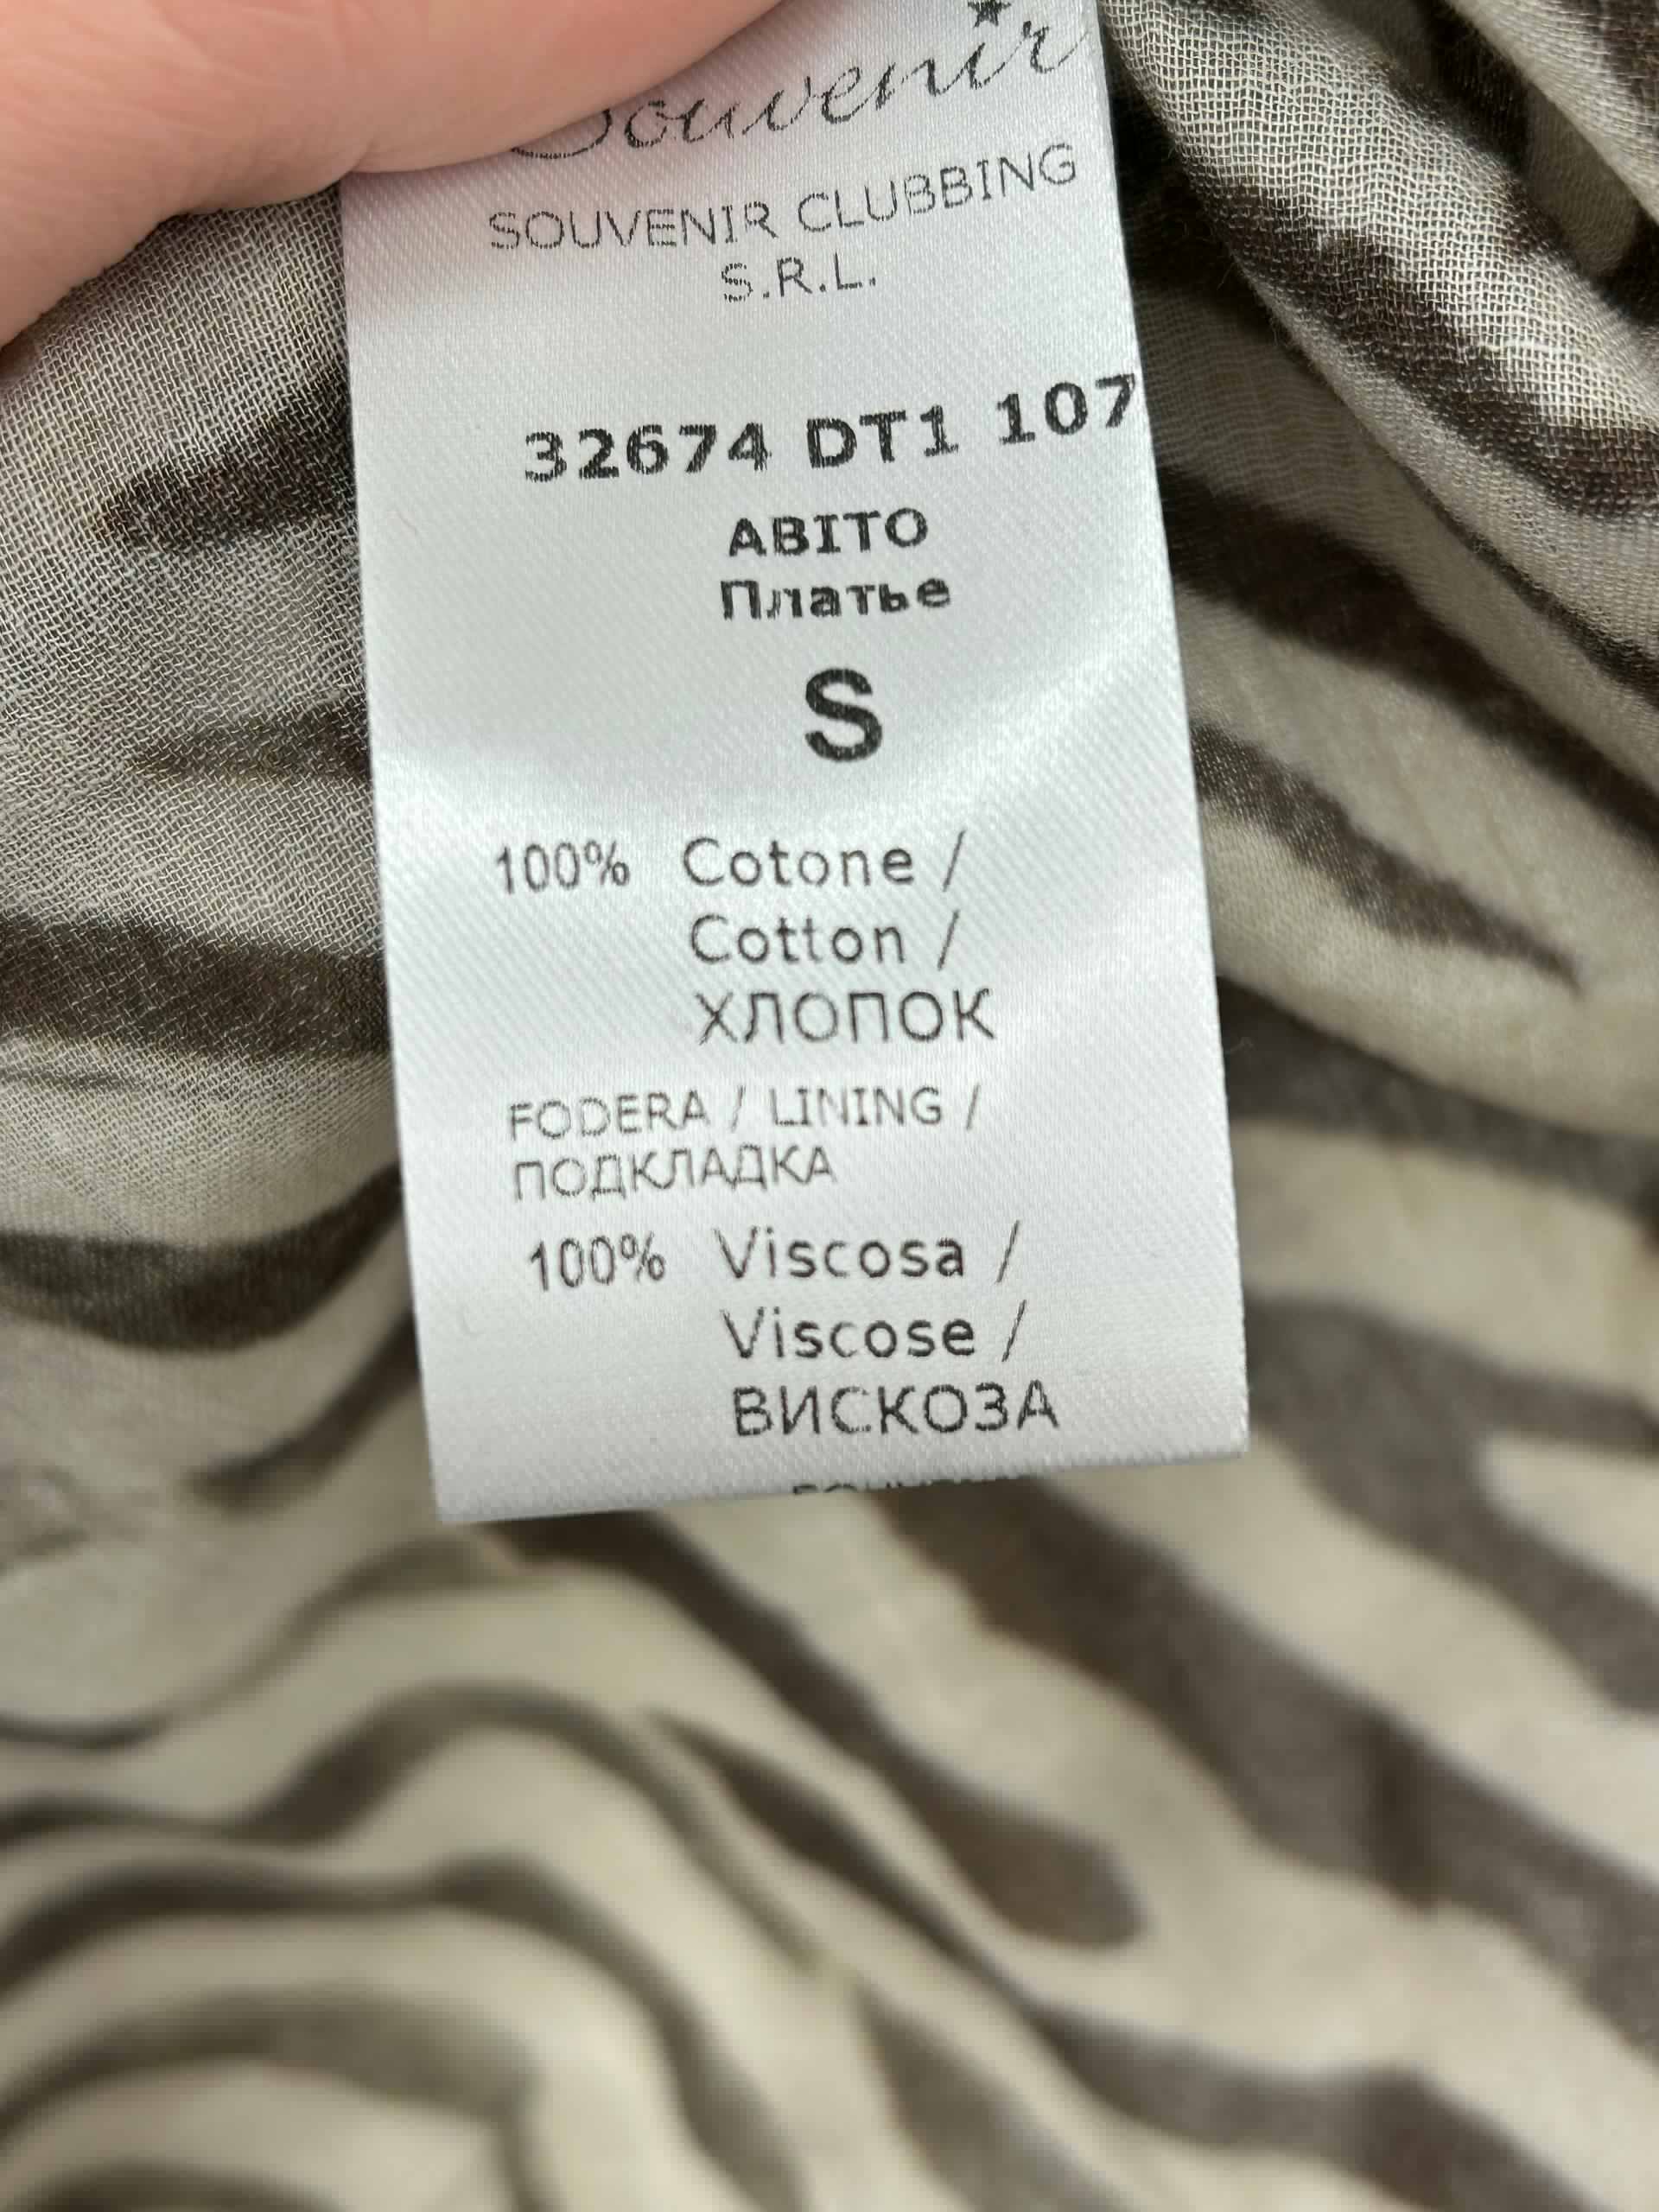 Souvenir
SOUVENIR CLUBBING
S.R.L.
32674 DT1 107
ABITO
Платье
S
100% Cotone /
Cotton /
ХЛОПОК
FODERA / LINING /
ПОДКЛАДКА
100% Viscosa /
Viscose /
ВИСКОЗА